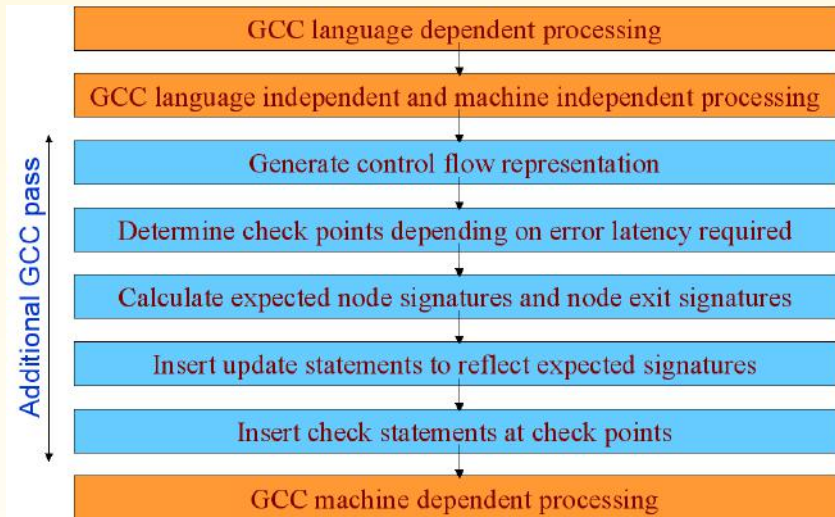 GCC language dependent processing
GCC language independent and machine independent processing
Additional GCC pass
Generate control flow representation
Determine check points depending on error latency required
Calculate expected node signatures and node exit signatures
Insert update statements to reflect expected signatures
Insert check statements at check points
GCC machine dependent processing